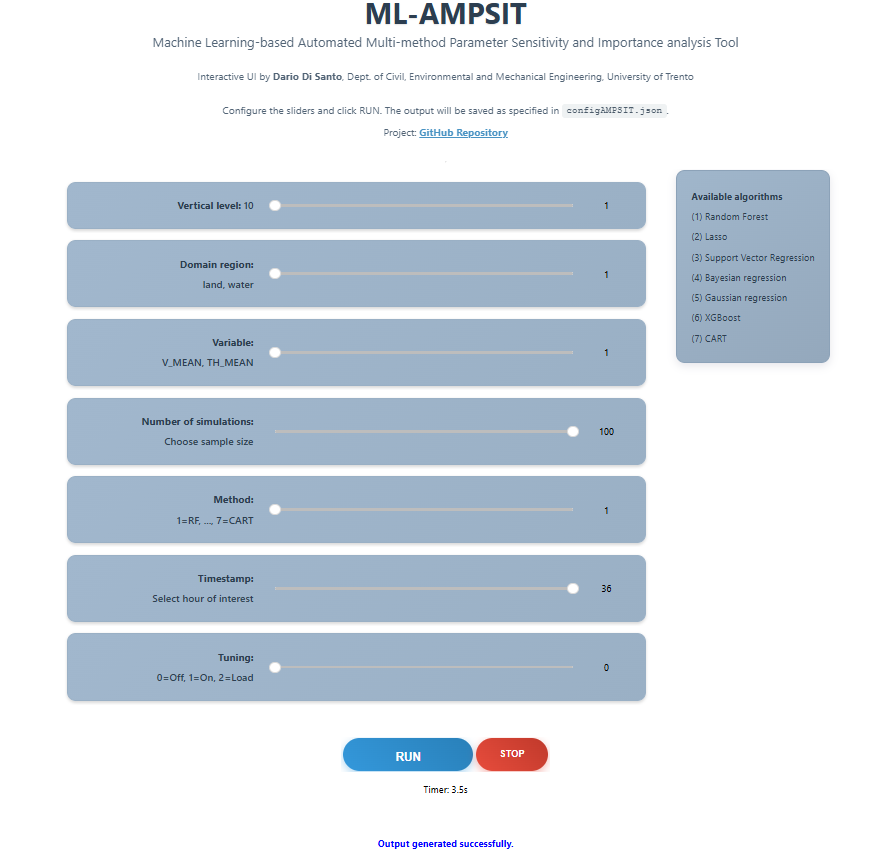 ML-AMPSIT
Machine Learning-based Automated Multi-method Parameter Sensitivity and Importance analysis Tool
Interactive UI by Dario Di Santo, Dept. of Civil, Environmental and Mechanical Engineering, University of Trento
Configure the sliders and click RUN. The output will be saved as specified in configAMPSIT.json .
Project: GitHub Repository
Vertical level: 10 1
Domain region:
land, water
1
Variable:
V_MEAN, TH_MEAN
1
Number of simulations:
Choose sample size
100
Method:
1=RF, ..., 7=CART
1
Timestamp:
Select hour of interest
36
Tuning:
0=Off, 1=On, 2=Load
0
Available algorithms
(1) Random Forest
(2) Lasso
(3) Support Vector Regression
(4) Bayesian regression
(5) Gaussian regression
(6) XGBoost
(7) CART
RUN STOP
Timer: 3.5s
Output generated successfully.